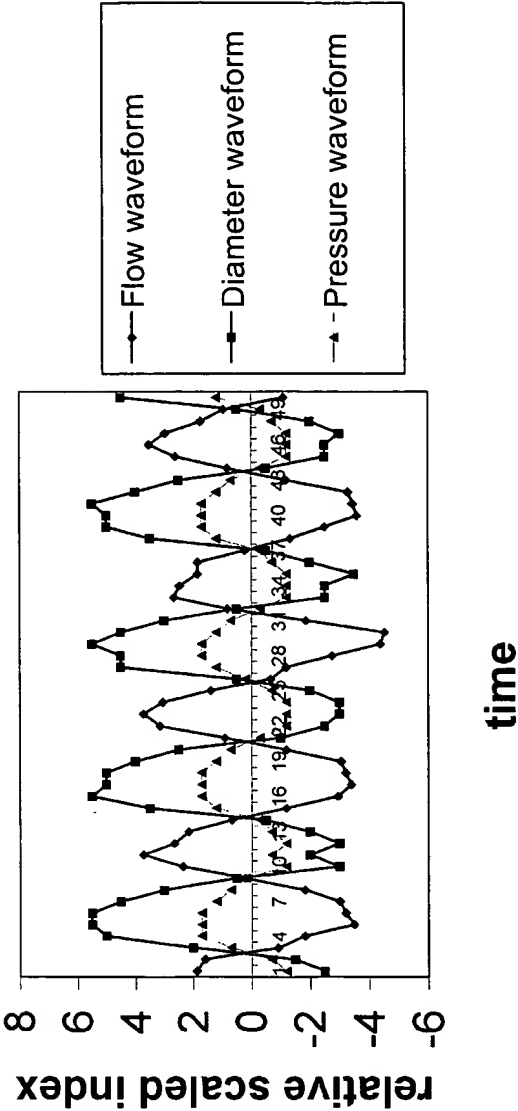 relative scaled index
8
6
4
2
0
-2
-4
-6
1 4 7 10 13 16 19 22 25 28 31 34 37 40 43 46 49
time
Flow waveform
Diameter waveform
Pressure waveform